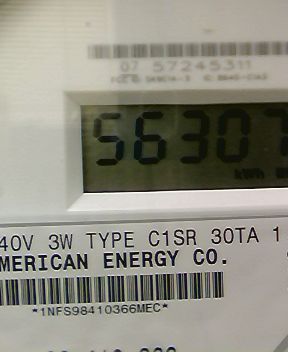 07 57245311
56307
kWh
40V 3W TYPE C1SR 30TA 1
MERICAN ENERGY CO.
*1NFS98410366MEC*